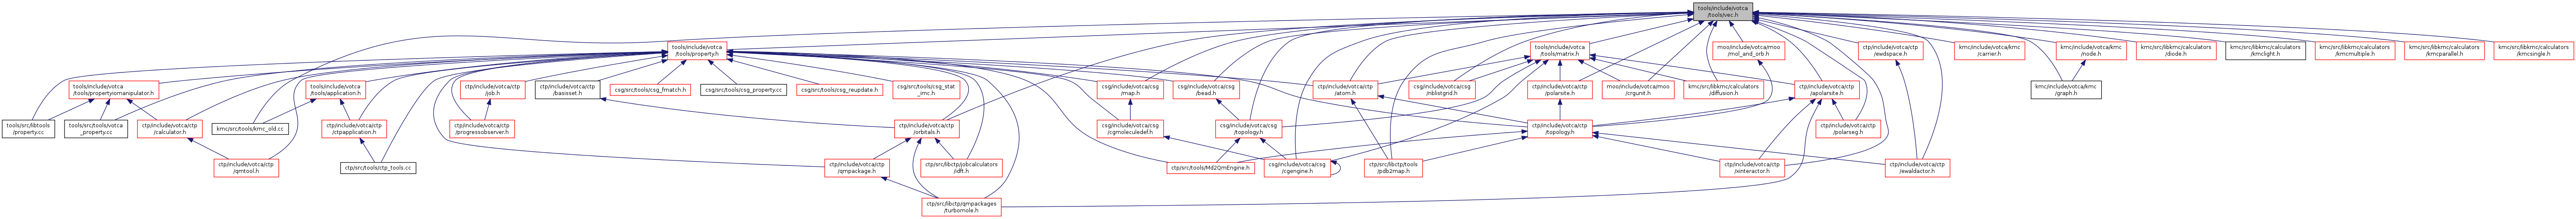 tools/include/votca
/tools/vec.h
tools/include/votca
/tools/property.h
csg/include/votca/csg
/map.h
csg/include/votca/csg
/bead.h
ctp/include/votca/ctp
/atom.h
csg/include/votca/csg
/nblistgrid.h
tools/include/votca
/tools/matrix.h
ctp/include/votca/ctp
/polarsite.h
moo/include/votca/moo
/crgunit.h
moo/include/votca/moo
/mol_and_orb.h
kmc/src/libkmc/calculators
/diffusion.h
ctp/include/votca/ctp
/apolarsite.h
ctp/include/votca/ctp
/ewdspace.h
kmc/include/votca/kmc
/carrier.h
kmc/include/votca/kmc
/node.h
kmc/include/votca/kmc
/graph.h
kmc/src/libkmc/calculators
/diode.h
kmc/src/libkmc/calculators
/kmclight.h
kmc/src/libkmc/calculators
/kmcmultiple.h
kmc/src/libkmc/calculators
/kmcparallel.h
kmc/src/libkmc/calculators
/kmcsingle.h
tools/include/votca
/tools/propertyiomanipulator.h
tools/include/votca
/tools/application.h
ctp/include/votca/ctp
/job.h
ctp/include/votca/ctp
/basisset.h
csg/src/tools/csg_fmatch.h
csg/src/tools/csg_property.cc
csg/src/tools/csg_reupdate.h
csg/src/tools/csg_stat
_imc.h
tools/src/libtools
/property.cc
tools/src/tools/votca
_property.cc
ctp/include/votca/ctp
/calculator.h
kmc/src/tools/kmc_old.cc
ctp/include/votca/ctp
/ctpapplication.h
ctp/include/votca/ctp
/progressobserver.h
ctp/include/votca/ctp
/orbitals.h
csg/include/votca/csg
/cgmoleculedef.h
csg/include/votca/csg
/topology.h
ctp/include/votca/ctp
/topology.h
ctp/include/votca/ctp
/polarseg.h
ctp/include/votca/ctp
/qmtool.h
ctp/src/tools/ctp_tools.cc
ctp/include/votca/ctp
/qmpackage.h
ctp/src/libctp/jobcalculators
/idft.h
ctp/src/tools/Md2QmEngine.h
csg/include/votca/csg
/cgengine.h
ctp/src/libctp/tools
/pdb2map.h
ctp/include/votca/ctp
/xinteractor.h
ctp/include/votca/ctp
/ewaldactor.h
ctp/src/libctp/qmpackages
/turbomole.h